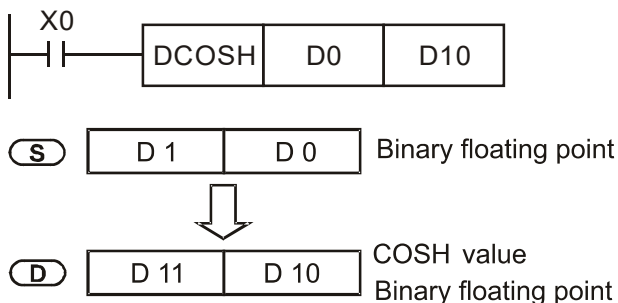 X0
DCOSH D0 D10
S D 1 D 0 Binary floating point
D D 11 D 10 COSH value
Binary floating point